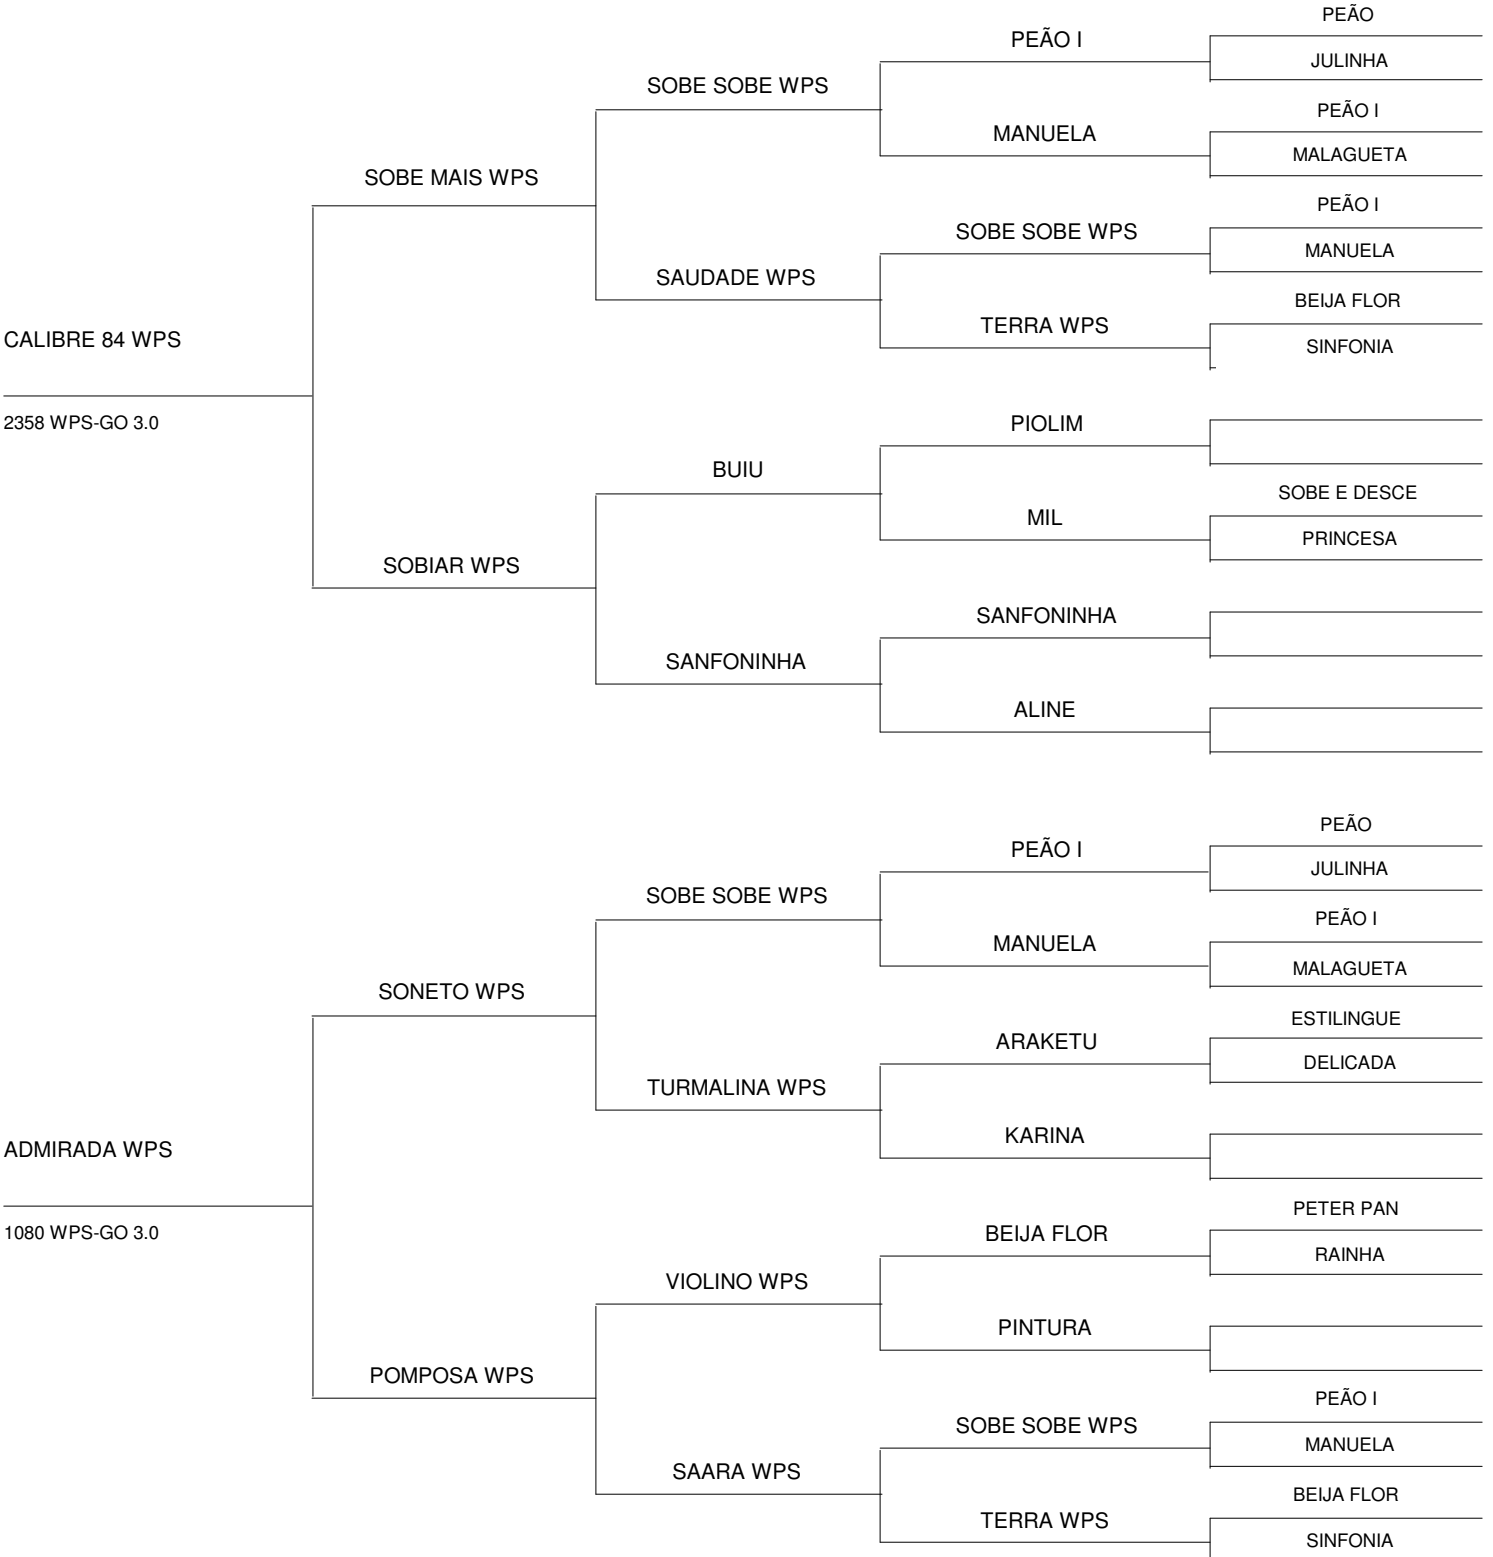 PEÃO
PEÃO I
JULINHA
SOBE SOBE WPS
PEÃO I
MANUELA
MALAGUETA
SOBE MAIS WPS
PEÃO I
SOBE SOBE WPS
MANUELA
SAUDADE WPS
BEIJA FLOR
TERRA WPS
SINFONIA
CALIBRE 84 WPS
2358 WPS-GO 3.0
PIOLIM
BUIU
SOBE E DESCE
MIL
PRINCESA
SOBIAR WPS
SANFONINHA
SANFONINHA
ALINE
PEÃO
PEÃO I
JULINHA
SOBE SOBE WPS
PEÃO I
MANUELA
MALAGUETA
SONETO WPS
ESTILINGUE
ARAKETU
DELICADA
TURMALINA WPS
KARINA
ADMIRADA WPS
1080 WPS-GO 3.0
PETER PAN
BEIJA FLOR
RAINHA
VIOLINO WPS
PINTURA
POMPOSA WPS
PEÃO I
SOBE SOBE WPS
MANUELA
SAARA WPS
BEIJA FLOR
TERRA WPS
SINFONIA